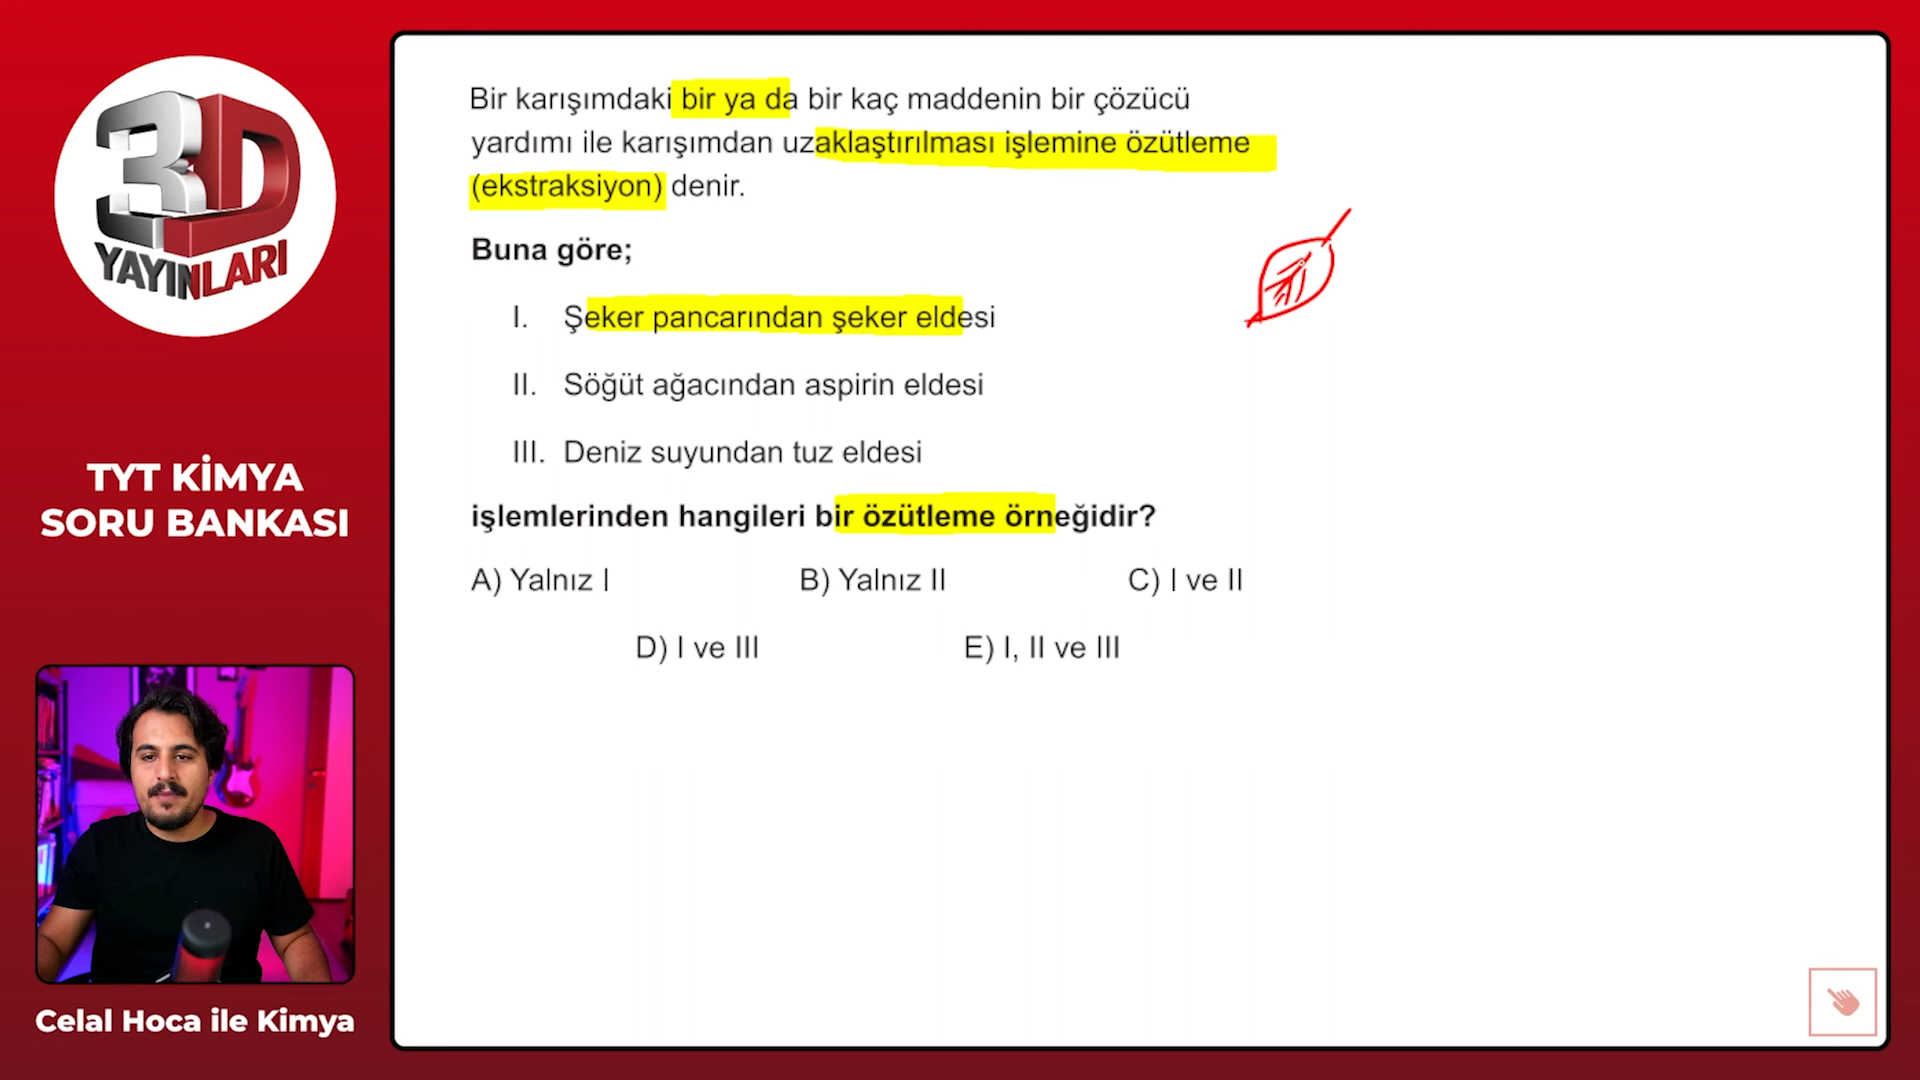 3D
YAYINLARI
TYT KİMYA
SORU BANKASI
Celal Hoca ile Kimya
Bir karışımdaki bir ya da bir kaç maddenin bir çözücü
yardımı ile karışımdan uzaklaştırılması işlemine özütleme
(ekstraksiyon) denir.
Buna göre;
I. Şeker pancarından şeker eldesi
II. Söğüt ağacından aspirin eldesi
III. Deniz suyundan tuz eldesi
işlemlerinden hangileri bir özütleme örneğidir?
A) Yalnız I B) Yalnız II C) I ve II
D) I ve III E) I, II ve III